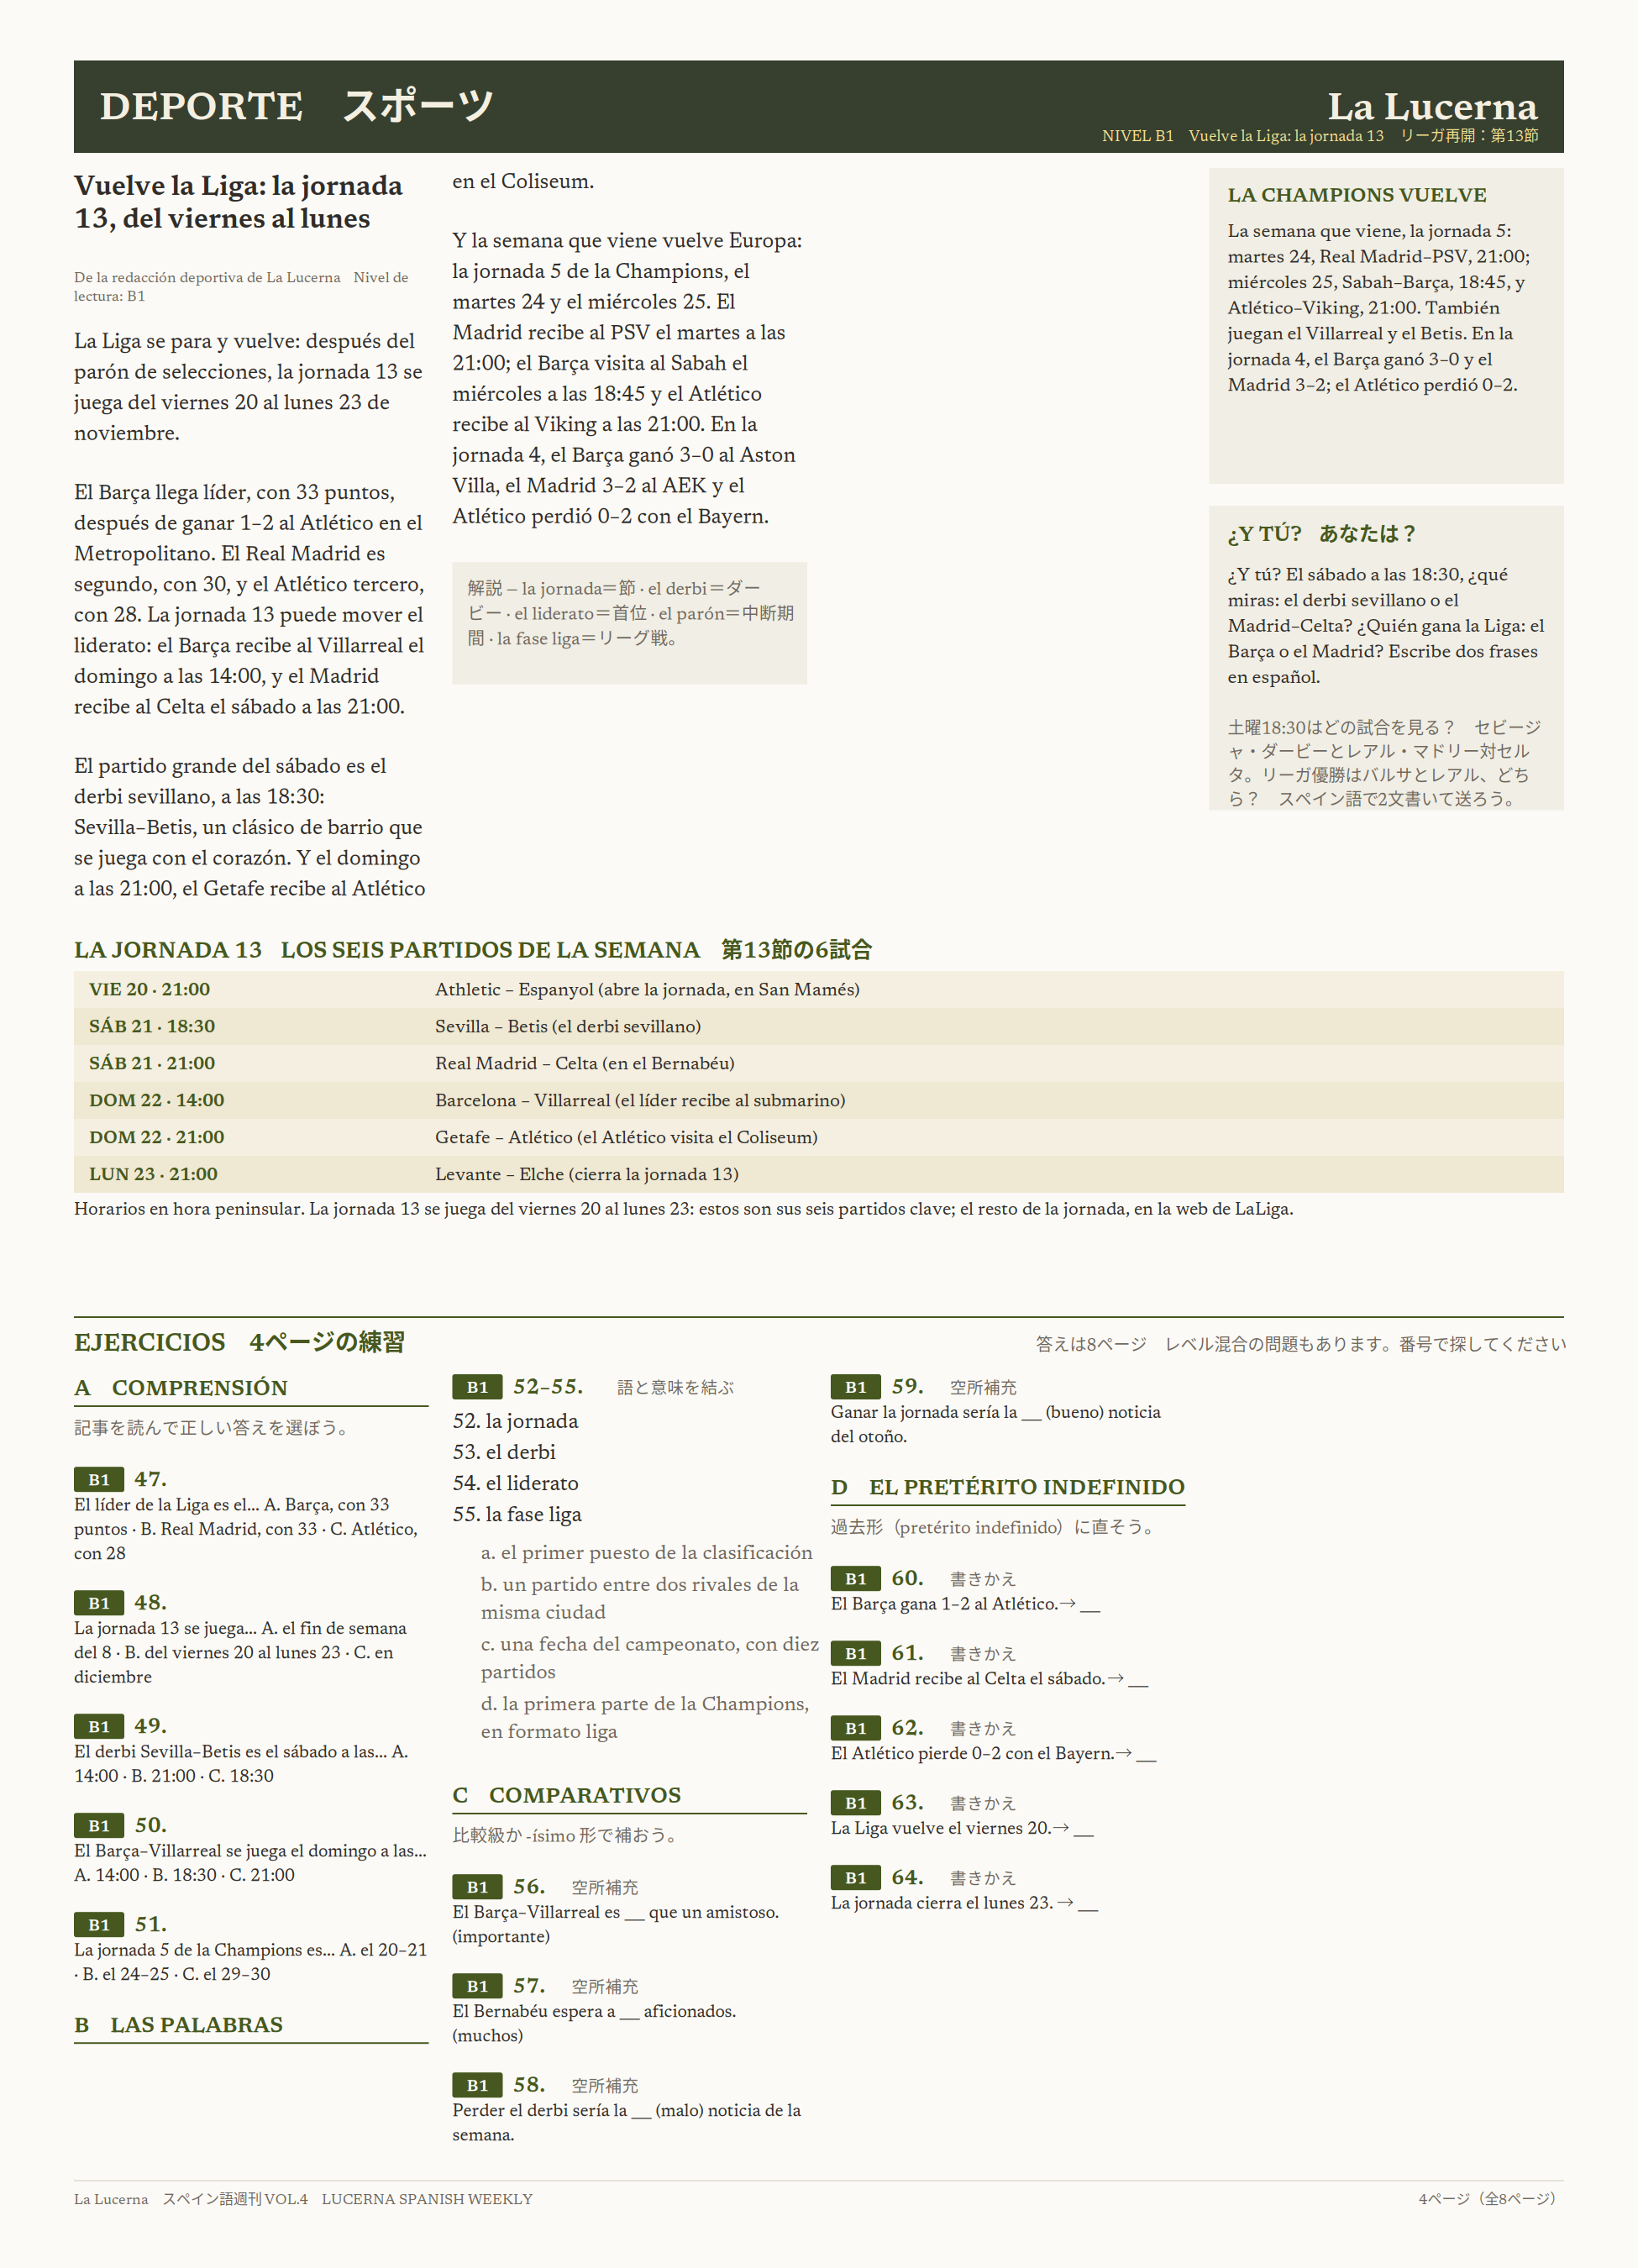 DEPORTE　スポーツ
La Lucerna
NIVEL B1　Vuelve la Liga: la jornada 13　リーガ再開：第13節
Vuelve la Liga: la jornada
13, del viernes al lunes
De la redacción deportiva de La Lucerna　Nivel de
lectura: B1
La Liga se para y vuelve: después del
parón de selecciones, la jornada 13 se
juega del viernes 20 al lunes 23 de
noviembre.
El Barça llega líder, con 33 puntos,
después de ganar 1–2 al Atlético en el
Metropolitano. El Real Madrid es
segundo, con 30, y el Atlético tercero,
con 28. La jornada 13 puede mover el
liderato: el Barça recibe al Villarreal el
domingo a las 14:00, y el Madrid
recibe al Celta el sábado a las 21:00.
El partido grande del sábado es el
derbi sevillano, a las 18:30:
Sevilla–Betis, un clásico de barrio que
se juega con el corazón. Y el domingo
a las 21:00, el Getafe recibe al Atlético
en el Coliseum.
Y la semana que viene vuelve Europa:
la jornada 5 de la Champions, el
martes 24 y el miércoles 25. El
Madrid recibe al PSV el martes a las
21:00; el Barça visita al Sabah el
miércoles a las 18:45 y el Atlético
recibe al Viking a las 21:00. En la
jornada 4, el Barça ganó 3–0 al Aston
Villa, el Madrid 3–2 al AEK y el
Atlético perdió 0–2 con el Bayern.
解説 — la jornada＝節 · el derbi＝ダー
ビー · el liderato＝首位 · el parón＝中断期
間 · la fase liga＝リーグ戦。
LA CHAMPIONS VUELVE
La semana que viene, la jornada 5:
martes 24, Real Madrid–PSV, 21:00;
miércoles 25, Sabah–Barça, 18:45, y
Atlético–Viking, 21:00. También
juegan el Villarreal y el Betis. En la
jornada 4, el Barça ganó 3–0 y el
Madrid 3–2; el Atlético perdió 0–2.
¿Y TÚ?　あなたは？
¿Y tú? El sábado a las 18:30, ¿qué
miras: el derbi sevillano o el
Madrid–Celta? ¿Quién gana la Liga: el
Barça o el Madrid? Escribe dos frases
en español.
土曜18:30はどの試合を見る？　セビージ
ャ・ダービーとレアル・マドリー対セル
タ。リーガ優勝はバルサとレアル、どち
ら？　スペイン語で2文書いて送ろう。
LA JORNADA 13　LOS SEIS PARTIDOS DE LA SEMANA　第13節の6試合
VIE 20 · 21:00　Athletic – Espanyol (abre la jornada, en San Mamés)
SÁB 21 · 18:30　Sevilla – Betis (el derbi sevillano)
SÁB 21 · 21:00　Real Madrid – Celta (en el Bernabéu)
DOM 22 · 14:00　Barcelona – Villarreal (el líder recibe al submarino)
DOM 22 · 21:00　Getafe – Atlético (el Atlético visita el Coliseum)
LUN 23 · 21:00　Levante – Elche (cierra la jornada 13)
Horarios en hora peninsular. La jornada 13 se juega del viernes 20 al lunes 23: estos son sus seis partidos clave; el resto de la jornada, en la web de LaLiga.
EJERCICIOS　4ページの練習
答えは8ページ　レベル混合の問題もあります。番号で探してください
A　COMPRENSIÓN
記事を読んで正しい答えを選ぼう。
B1 47.
El líder de la Liga es el… A. Barça, con 33
puntos · B. Real Madrid, con 33 · C. Atlético,
con 28
B1 48.
La jornada 13 se juega… A. el fin de semana
del 8 · B. del viernes 20 al lunes 23 · C. en
diciembre
B1 49.
El derbi Sevilla–Betis es el sábado a las… A.
14:00 · B. 21:00 · C. 18:30
B1 50.
El Barça–Villarreal se juega el domingo a las…
A. 14:00 · B. 18:30 · C. 21:00
B1 51.
La jornada 5 de la Champions es… A. el 20–21
· B. el 24–25 · C. el 29–30
B　LAS PALABRAS
B1 52–55.　語と意味を結ぶ
52. la jornada
53. el derbi
54. el liderato
55. la fase liga
a. el primer puesto de la clasificación
b. un partido entre dos rivales de la
misma ciudad
c. una fecha del campeonato, con diez
partidos
d. la primera parte de la Champions,
en formato liga
C　COMPARATIVOS
比較級か -ísimo 形で補おう。
B1 56.　空所補充
El Barça–Villarreal es __ que un amistoso.
(importante)
B1 57.　空所補充
El Bernabéu espera a __ aficionados.
(muchos)
B1 58.　空所補充
Perder el derbi sería la __ (malo) noticia de la
semana.
B1 59.　空所補充
Ganar la jornada sería la __ (bueno) noticia
del otoño.
D　EL PRETÉRITO INDEFINIDO
過去形（pretérito indefinido）に直そう。
B1 60.　書きかえ
El Barça gana 1–2 al Atlético.→ __
B1 61.　書きかえ
El Madrid recibe al Celta el sábado.→ __
B1 62.　書きかえ
El Atlético pierde 0–2 con el Bayern.→ __
B1 63.　書きかえ
La Liga vuelve el viernes 20.→ __
B1 64.　書きかえ
La jornada cierra el lunes 23. → __
La Lucerna　スペイン語週刊 VOL.4　LUCERNA SPANISH WEEKLY
4ページ（全8ページ）